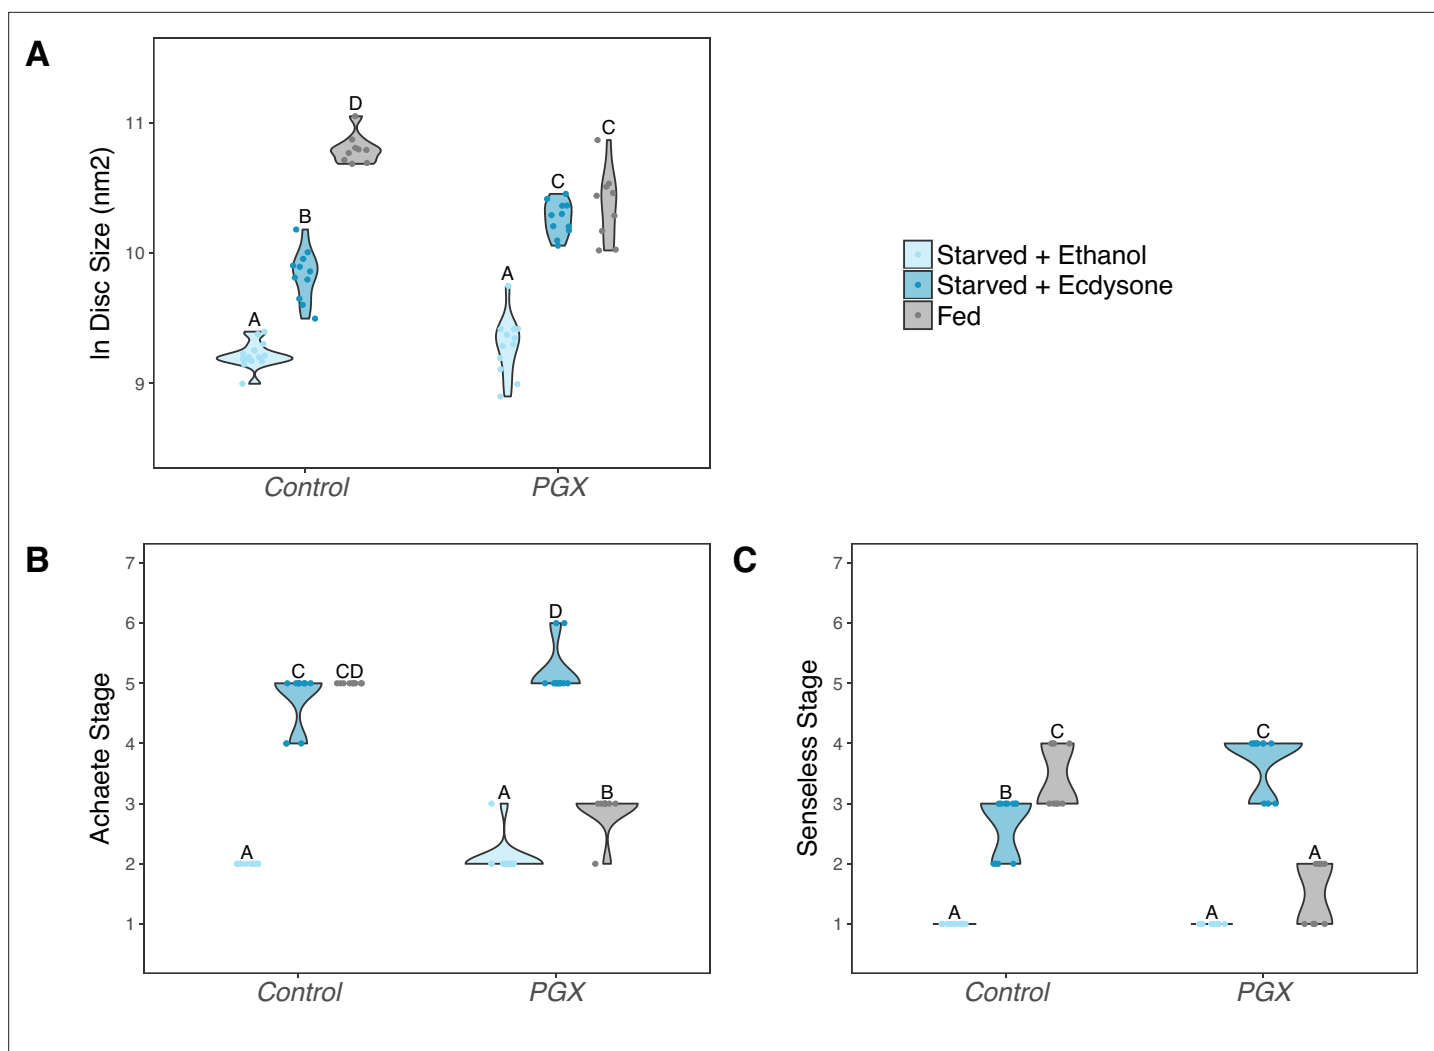 A
ln Disc Size (nm2)
11
10
9
A
B
D
A
C
C
Control
PGX
Starved + Ethanol
Starved + Ecdysone
Fed
B
Achaete Stage
7
6
5
4
3
2
1
A
C
CD
A
D
B
Control
PGX
C
Senseless Stage
7
6
5
4
3
2
1
A
B
C
A
C
A
Control
PGX